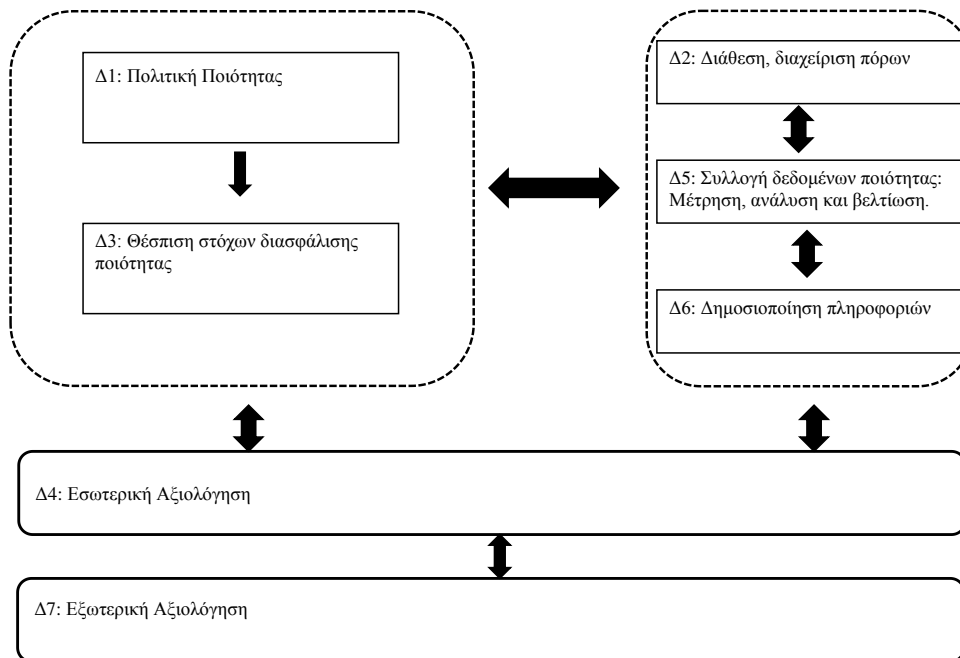 Δ1: Πολιτική Ποιότητας
Δ3: Θέσπιση στόχων διασφάλισης
ποιότητας
Δ2: Διάθεση, διαχείριση πόρων
Δ5: Συλλογή δεδομένων ποιότητας:
Μέτρηση, ανάλυση και βελτίωση.
Δ6: Δημοσιοποίηση πληροφοριών
Δ4: Εσωτερική Αξιολόγηση
Δ7: Εξωτερική Αξιολόγηση